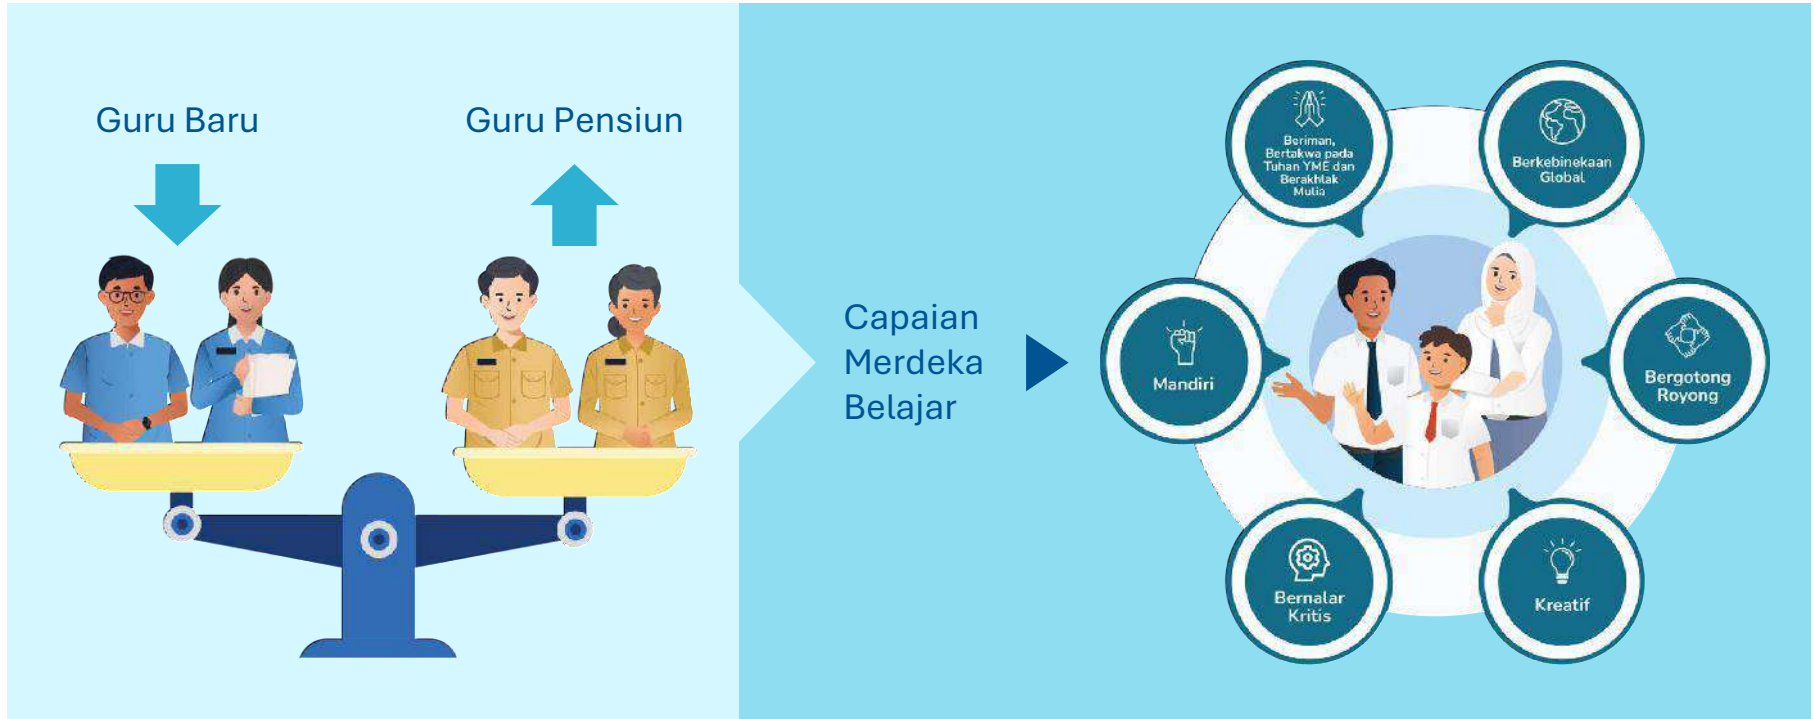 Guru Baru
Guru Pensiun
Capaian
Merdeka
Belajar
Beriman,
Bertakwa pada
Tuhan YME dan
Berakhlak
Mulia
Berkebinekaan
Global
Mandiri
Bergotong
Royong
Bernalar
Kritis
Kreatif